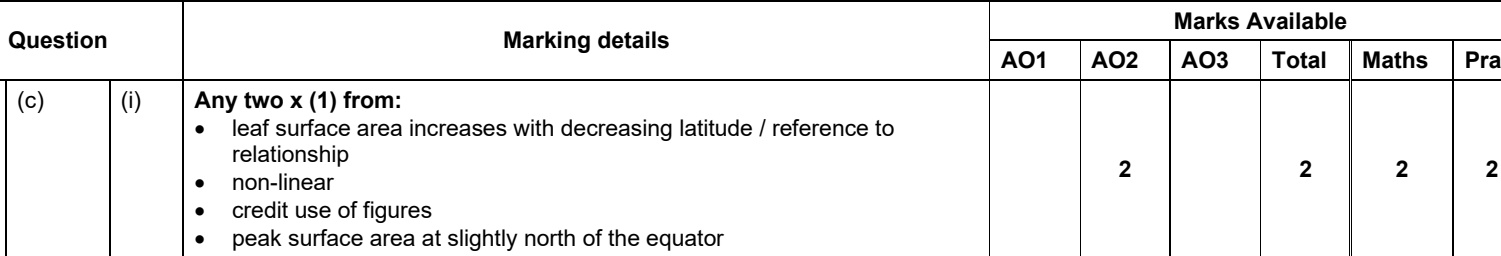 Question Marking details Marks Available
AO1 AO2 AO3 Total Maths
(c) (i) Any two x (1) from:
• leaf surface area increases with decreasing latitude / reference to
relationship
• non-linear
• credit use of figures
• peak surface area at slightly north of the equator
2 2 2 2